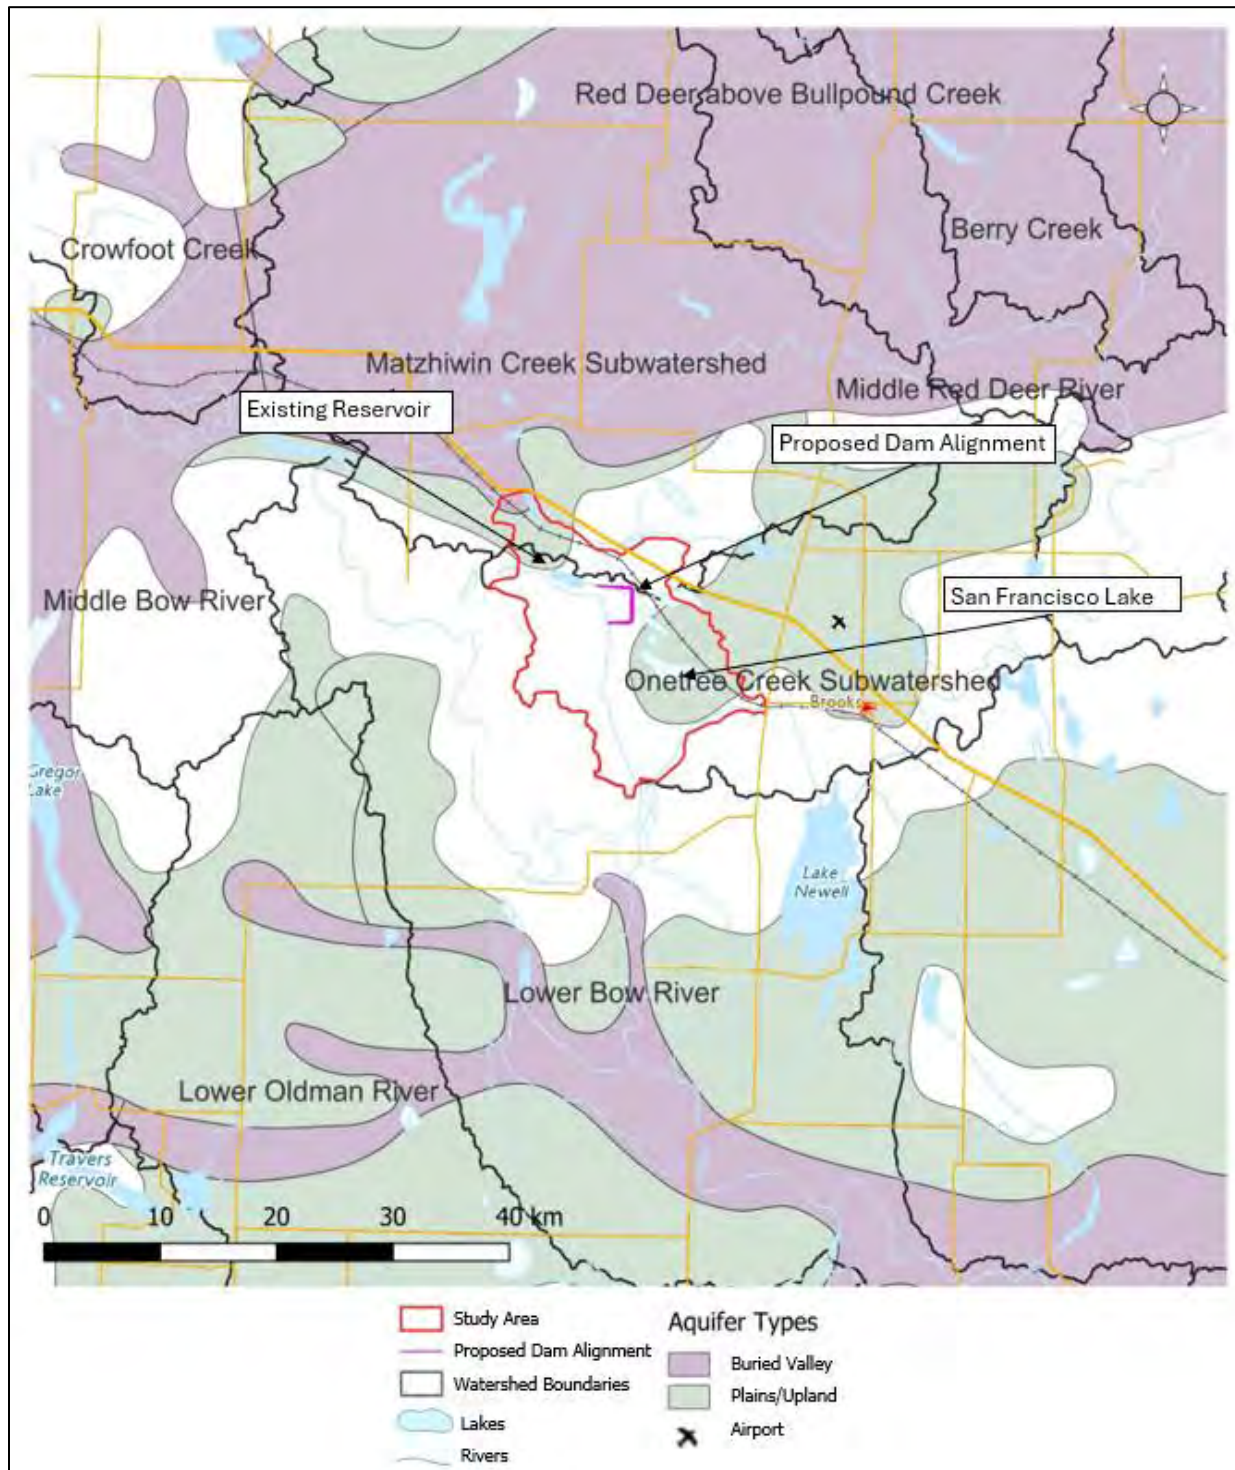 Red Deer above Bullpound Creek
Berry Creek
Crowfoot Creek
Matzhiwin Creek Subwatershed
Middle Red Deer River
Existing Reservoir
Proposed Dam Alignment
San Francisco Lake
Middle Bow River
Onetree Creek Subwatershed
Brooks
Gregor
Lake
Lake
Newell
Lower Bow River
Lower Oldman River
Travers
Reservoir
0 10 20 30 40 km
Study Area
Proposed Dam Alignment
Watershed Boundaries
Lakes
Rivers
Aquifer Types
Buried Valley
Plains/Upland
Airport